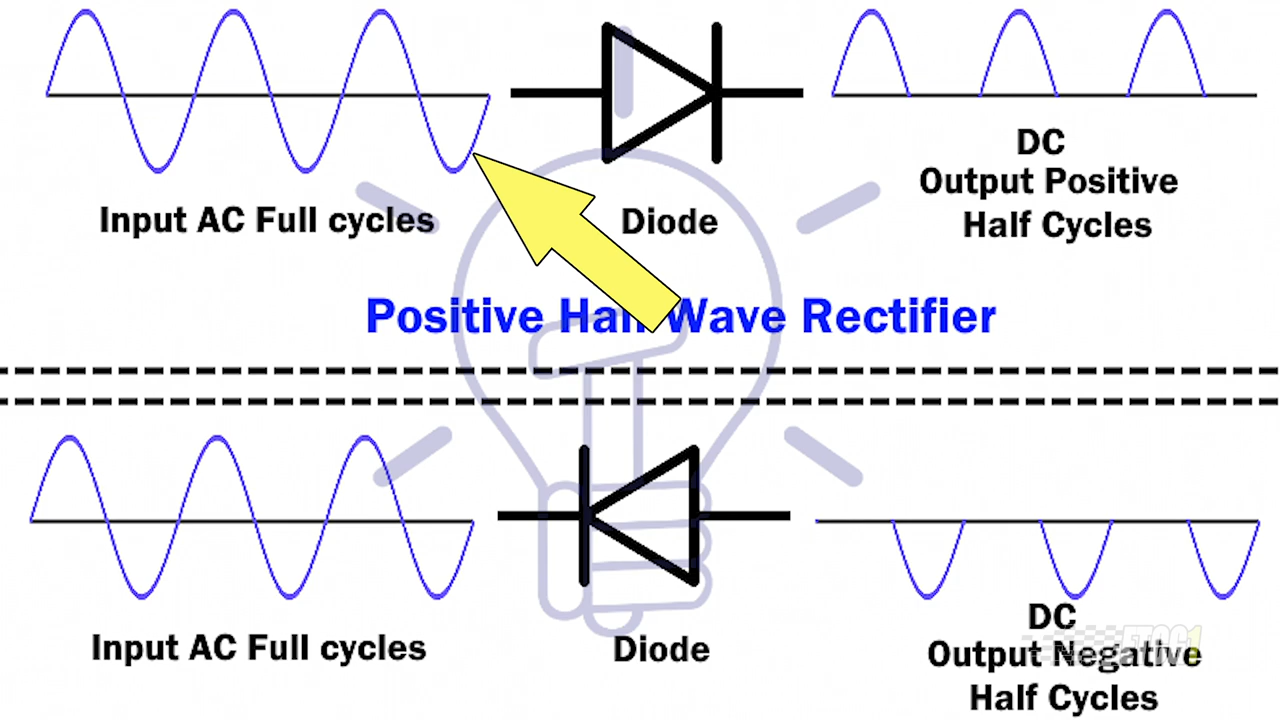 Input AC Full cycles
Diode
DC
Output Positive
Half Cycles
Positive Half Wave Rectifier
Input AC Full cycles
Diode
DC
Output Negative
Half Cycles
ETCG1